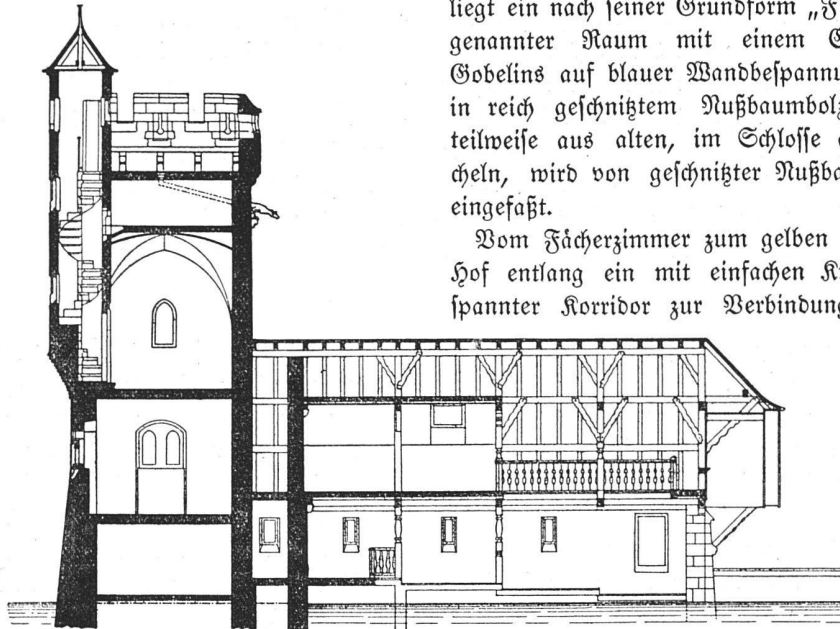 liegt ein nach seiner Grundform „F
genannter Raum mit einem G
Gobelins auf blauer Wandbespannu
in reich geschnitztem Nußbaumholz
teilweise aus alten, im Schlosse
cheln, wird von geschnitzter Nußba
eingefaßt.
Vom Fächerzimmer zum gelben
Hof entlang ein mit einfachen K
spannter Korridor zur Verbindung